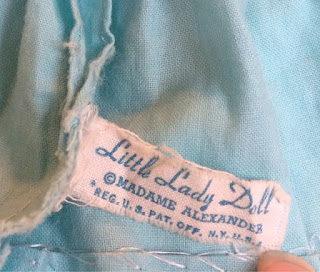 Little Lady Doll
©MADAME ALEXANDER
REG. U.S. PAT. OFF. N.Y. U.S.